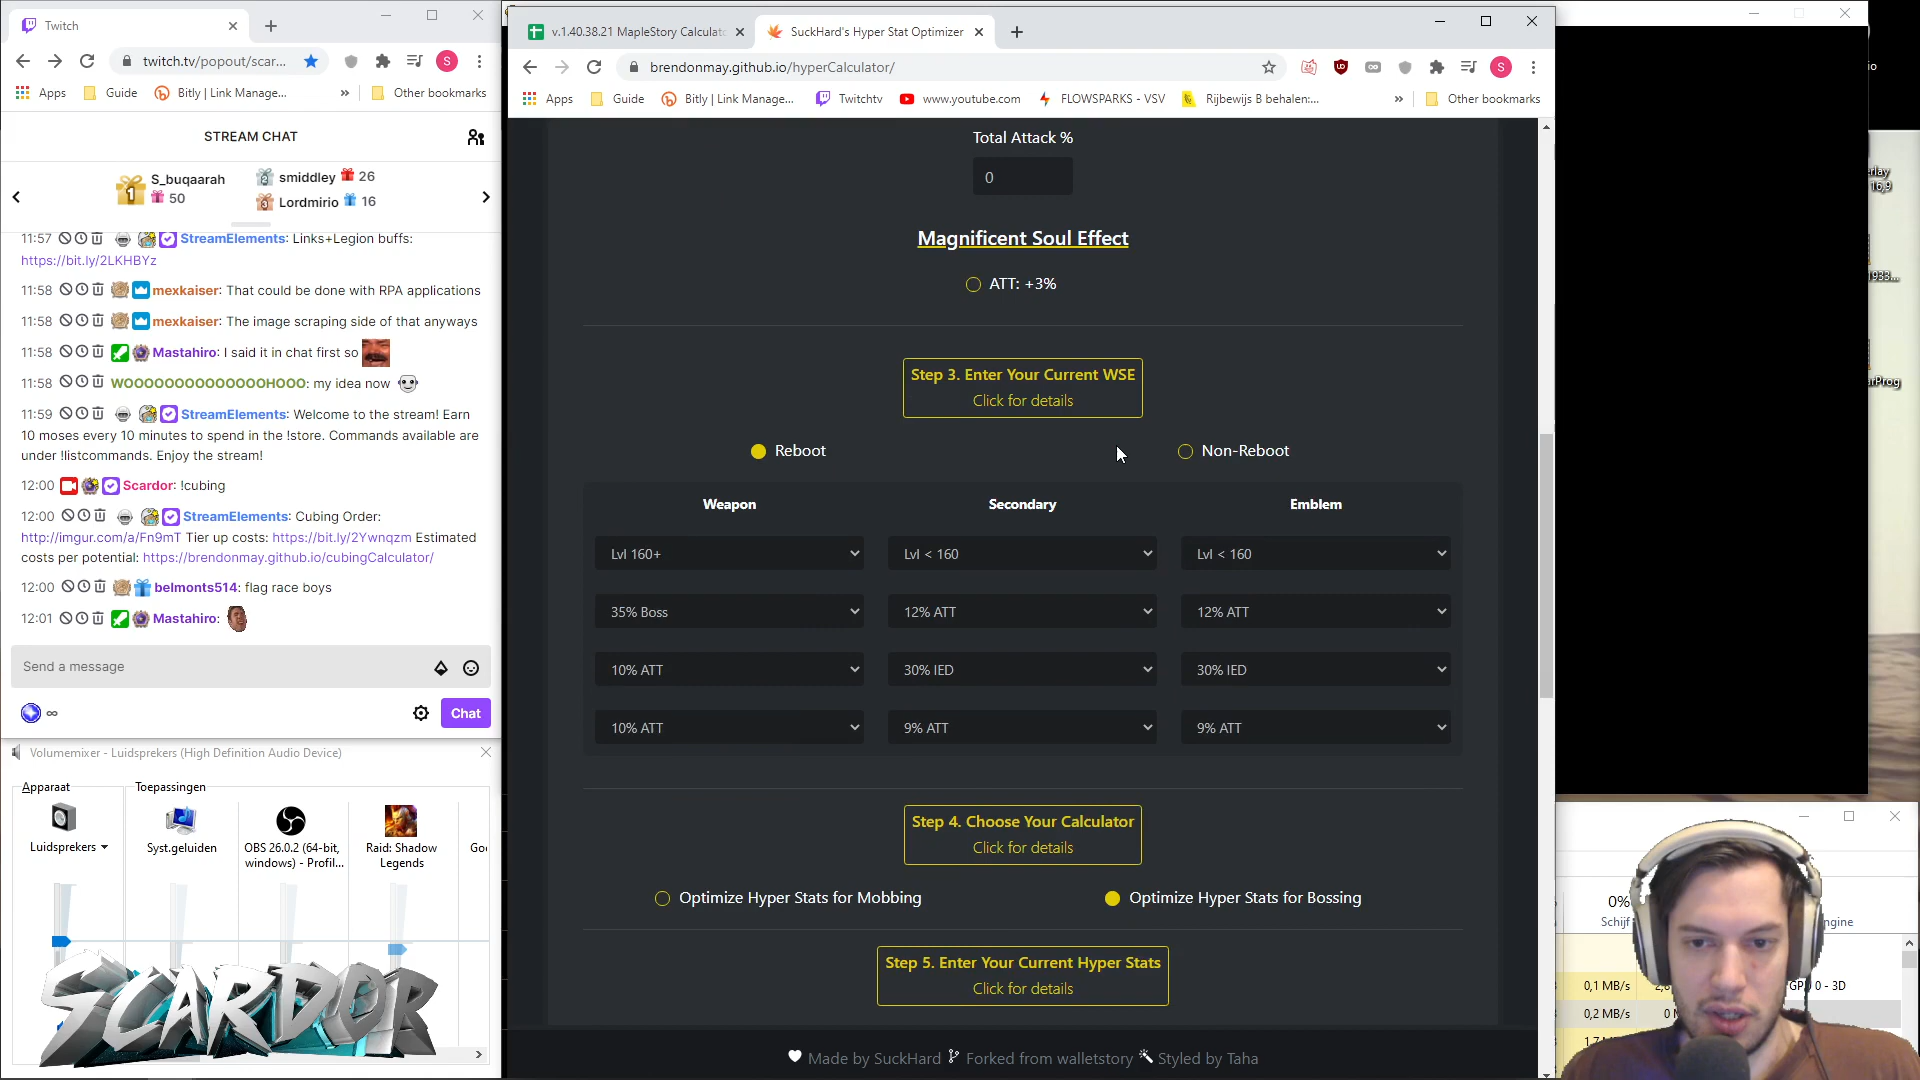 Twitch
twitch.tv/popout/scar...
Apps
Guide
Bitly | Link Manage...
»
Other bookmarks
STREAM CHAT
S_buqaarah
50
smiddley 26
Lordmirio 16
11:57 StreamElements: Links+Legion buffs:
https://bit.ly/2LKHBYz
11:58 mexkaiser: That could be done with RPA applications
11:58 mexkaiser: The image scraping side of that anyways
11:58 Mastahiro: I said it in chat first so
11:58 WOOOOOOOOOOOOOOHOOO: my idea now
11:59 StreamElements: Welcome to the stream! Earn
10 moses every 10 minutes to spend in the !store. Commands available are
under !listcommands. Enjoy the stream!
12:00 Scardor: !cubing
12:00 StreamElements: Cubing Order:
http://imgur.com/a/Fn9mT Tier up costs: https://bit.ly/2Ywnqzm Estimated
costs per potential: https://brendonmay.github.io/cubingCalculator/
12:00 belmonts514: flag race boys
12:01 Mastahiro:
Send a message
∞
Chat
Volumemixer - Luidsprekers (High Definition Audio Device)
Apparaat
Toepassingen
Luidsprekers
Syst.geluiden
OBS 26.0.2 (64-bit,
windows) - Profil...
Raid: Shadow
Legends
Goo
SCARDOR
v.1.40.38.21 MapleStory Calculat
SuckHard's Hyper Stat Optimizer
brendonmay.github.io/hyperCalculator/
S
Apps
Guide
Bitly | Link Manage...
Twitchtv
www.youtube.com
FLOWSPARKS - VSV
Rijbewijs B behalen:...
»
Other bookmarks
Total Attack %
0
Magnificent Soul Effect
ATT: +3%
Step 3. Enter Your Current WSE
Click for details
Reboot
Non-Reboot
Weapon
Secondary
Emblem
Lvl 160+
Lvl < 160
Lvl < 160
35% Boss
12% ATT
12% ATT
10% ATT
30% IED
30% IED
10% ATT
9% ATT
9% ATT
Step 4. Choose Your Calculator
Click for details
Optimize Hyper Stats for Mobbing
Optimize Hyper Stats for Bossing
Step 5. Enter Your Current Hyper Stats
Click for details
Made by SuckHard Forked from walletstory Styled by Taha
io
16,9
0%
Schijf
0,1 MB/s
GPU 0 - 3D
0,2 MB/s